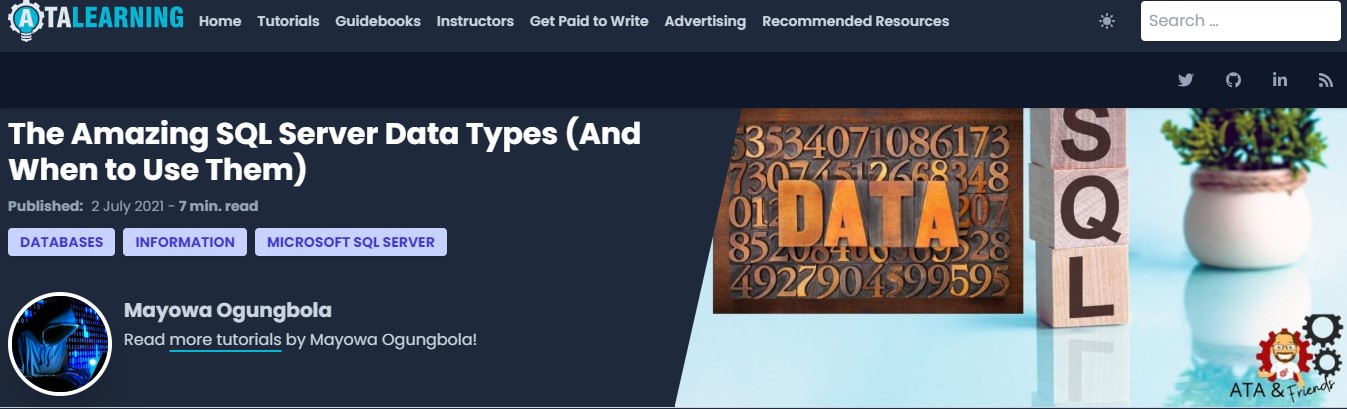 ATALEARNING Home Tutorials Guidebooks Instructors Get Paid to Write Advertising Recommended Resources Search ...
The Amazing SQL Server Data Types (And
When to Use Them)
Published: 2 July 2021 - 7 min. read
DATABASES INFORMATION MICROSOFT SQL SERVER
Mayowa Ogungbola
Read more tutorials by Mayowa Ogungbola!
DATA
S
Q
L
ATA & Friends